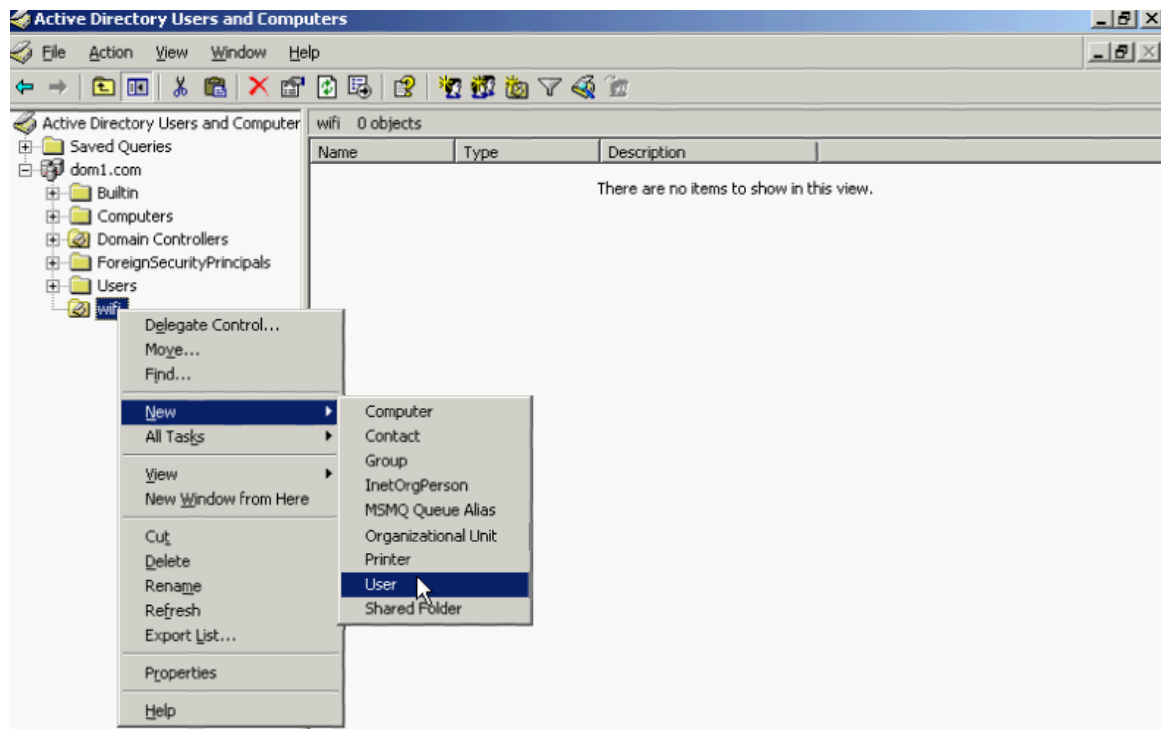 Active Directory Users and Computers
File Action View Window Help
Active Directory Users and Computer
wifi 0 objects
Saved Queries
Name Type Description
dom1.com
There are no items to show in this view.
Builtin
Computers
Domain Controllers
ForeignSecurityPrincipals
Users
wifi
Delegate Control...
Move...
Find...
New
All Tasks
View
New Window from Here
Cut
Delete
Rename
Refresh
Export List...
Properties
Help
Computer
Contact
Group
InetOrgPerson
MSMQ Queue Alias
Organizational Unit
Printer
User
Shared Folder